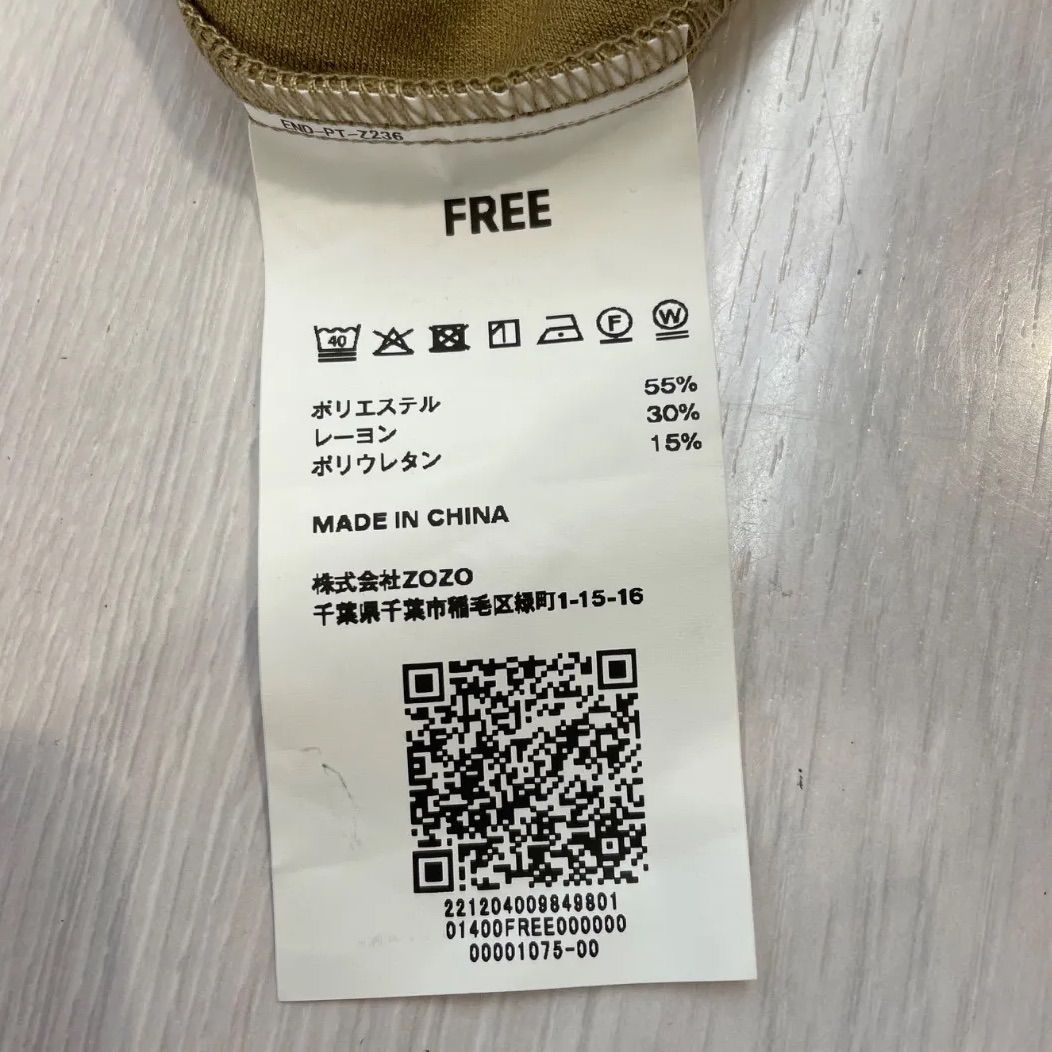 END-PT-Z236
FREE
40 F W
ポリエステル 55%
レーヨン 30%
ポリウレタン 15%
MADE IN CHINA
株式会社ZOZO
千葉県千葉市稲毛区緑町1-15-16
221204009849801
01400FREE000000
00001075-00